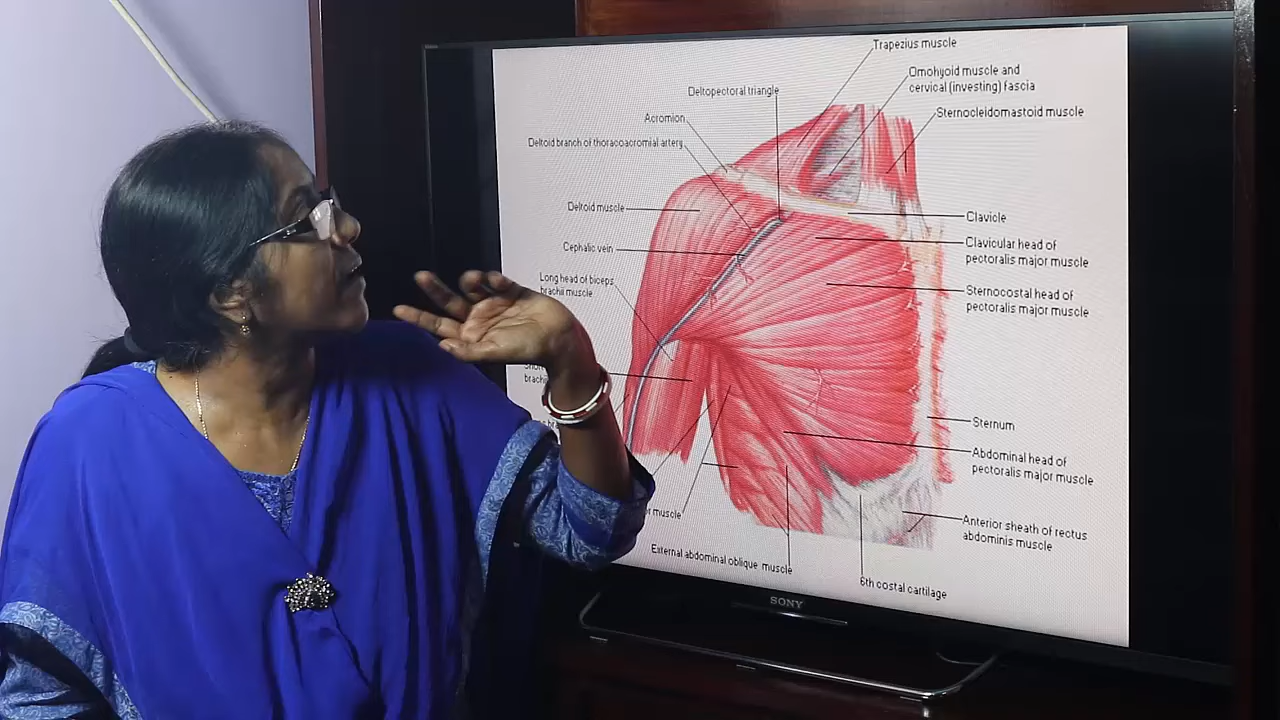 Trapezius muscle
Omohyoid muscle and
cervical (investing) fascia
Deltopectoral triangle
Sternocleidomastoid muscle
Acromion
Deltoid branch of thoracoacromial artery
Deltoid muscle
Clavicle
Cephalic vein
Clavicular head of
pectoralis major muscle
Long head of biceps
brachii muscle
Sternocostal head of
pectoralis major muscle
Sternum
Abdominal head of
pectoralis major muscle
muscle
Anterior sheath of rectus
abdominis muscle
External abdominal oblique muscle
6th costal cartilage
SONY